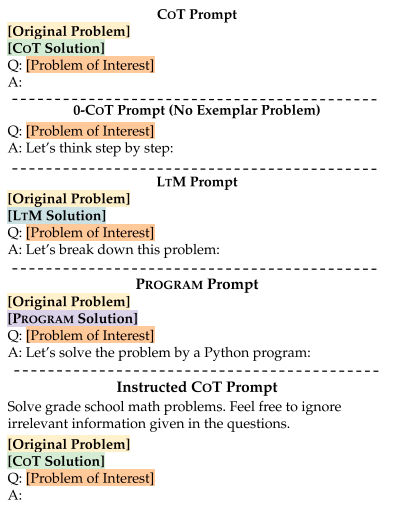 COT Prompt
[Original Problem]
[COT Solution]
Q: [Problem of Interest]
A:
0-COT Prompt (No Exemplar Problem)
Q: [Problem of Interest]
A: Let's think step by step:
LTM Prompt
[Original Problem]
[LTM Solution]
Q: [Problem of Interest]
A: Let's break down this problem:
PROGRAM Prompt
[Original Problem]
[PROGRAM Solution]
Q: [Problem of Interest]
A: Let's solve the problem by a Python program:
Instructed COT Prompt
Solve grade school math problems. Feel free to ignore
irrelevant information given in the questions.
[Original Problem]
[COT Solution]
Q: [Problem of Interest]
A: